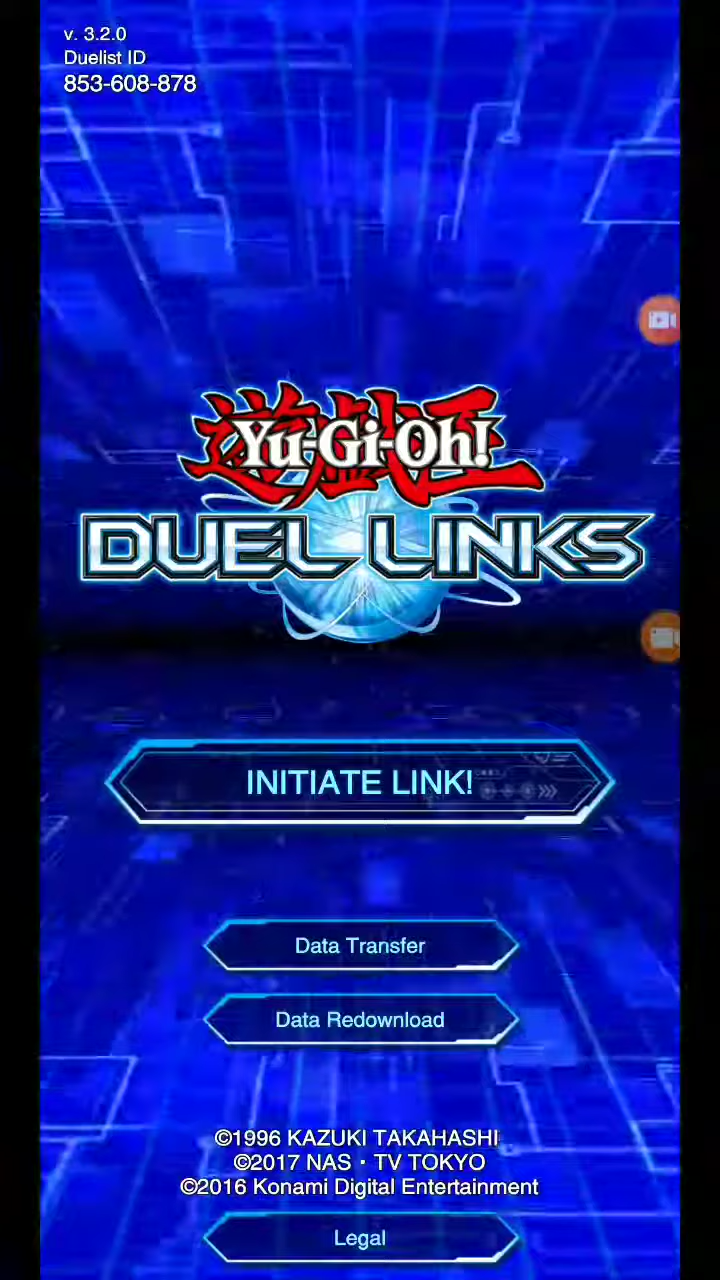 v. 3.2.0
Duelist ID
853-608-878
遊戯王
Yu-Gi-Oh!
DUEL LINKS
INITIATE LINK!
Data Transfer
Data Redownload
©1996 KAZUKI TAKAHASHI
©2017 NAS・TV TOKYO
©2016 Konami Digital Entertainment
Legal